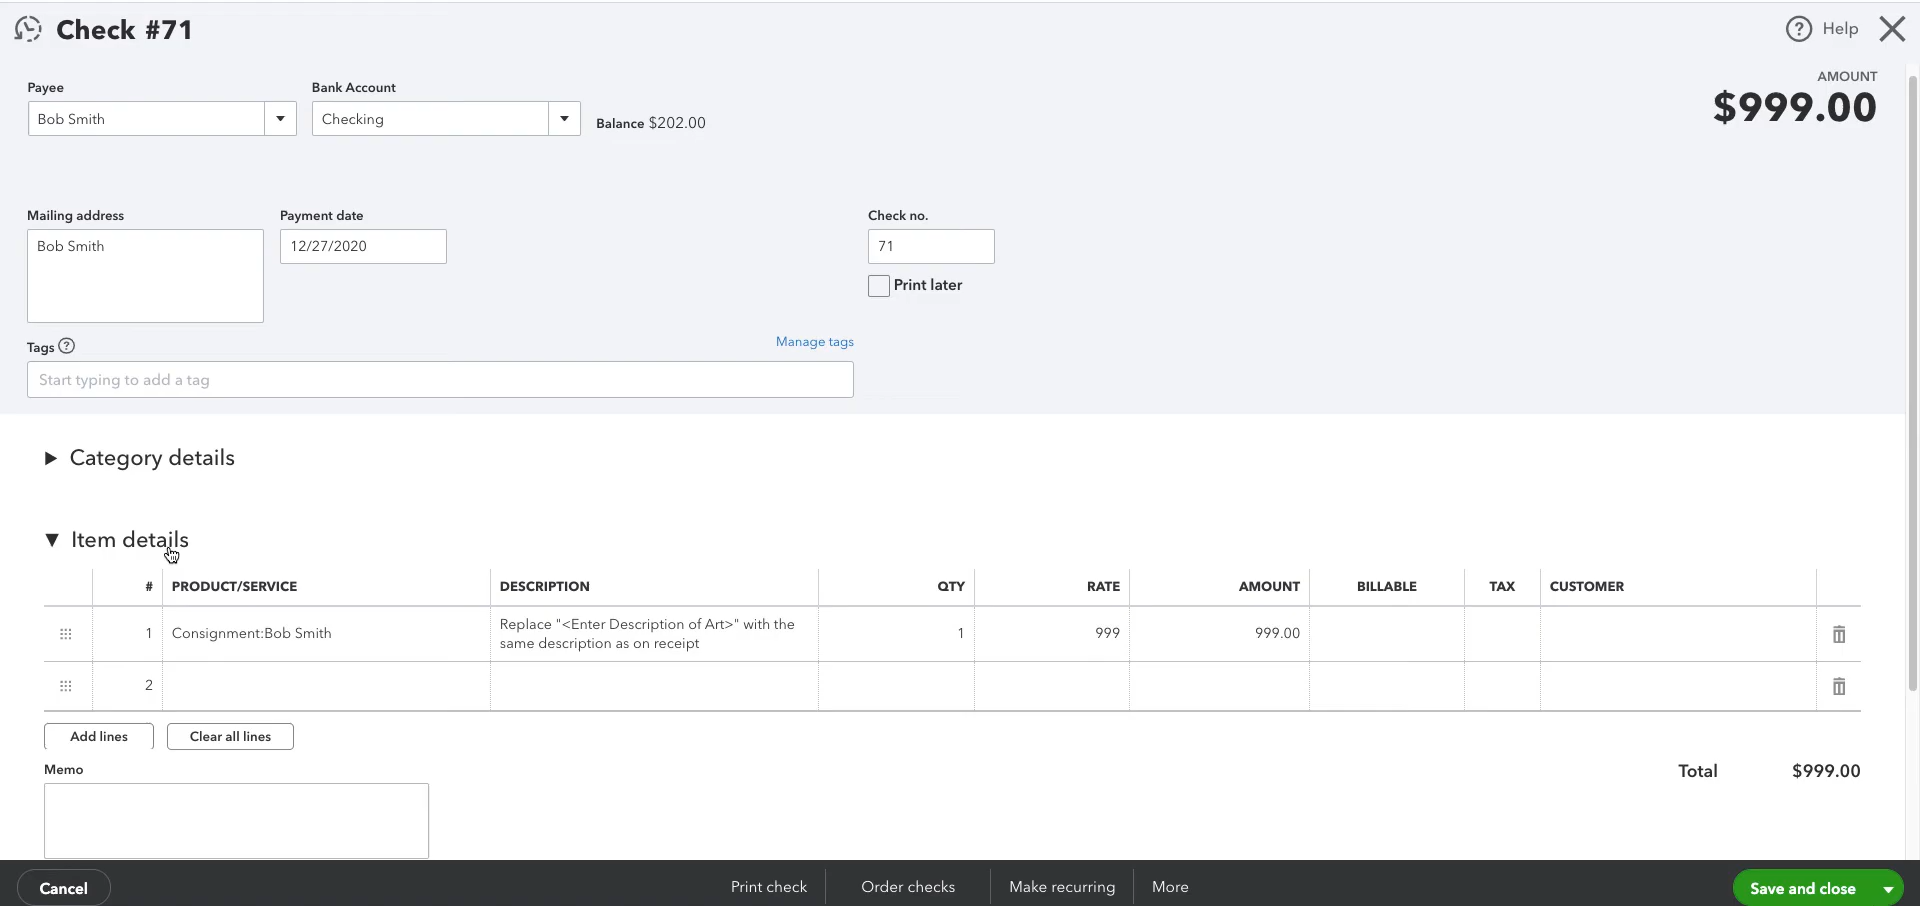 Check #71
Help
Payee
Bank Account
AMOUNT
$999.00
Bob Smith
Checking
Balance $202.00
Mailing address
Payment date
Check no.
Bob Smith
12/27/2020
71
Print later
Tags
Manage tags
Start typing to add a tag
Category details
Item details
# PRODUCT/SERVICE DESCRIPTION QTY RATE AMOUNT BILLABLE TAX CUSTOMER
1 Consignment:Bob Smith
Replace "<Enter Description of Art>" with the
same description as on receipt
1 999 999.00
2
Add lines
Clear all lines
Memo
Total $999.00
Cancel
Print check
Order checks
Make recurring
More
Save and close